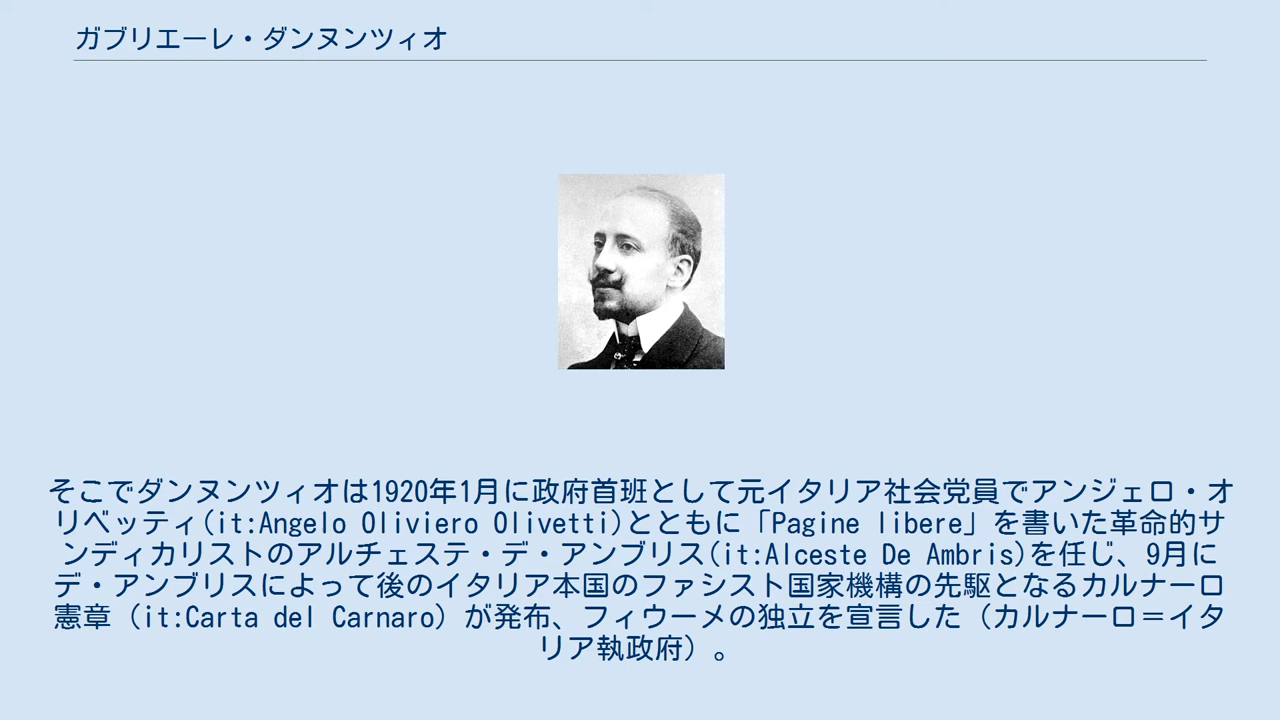 ガブリエーレ・ダンヌンツィオ
そこでダンヌンツィオは1920年1月に政府首班として元イタリア社会党員でアンジェロ・オ
リベッティ(it:Angelo Oliviero Olivetti)とともに「Pagine libere」を書いた革命的サ
ンディカリストのアルチェステ・デ・アンブリス(it:Alceste De Ambris)を任じ、9月に
デ・アンブリスによって後のイタリア本国のファシスト国家機構の先駆となるカルナーロ
憲章（it:Carta del Carnaro）が発布、フィウーメの独立を宣言した（カルナーロ＝イタ
リア執政府）。